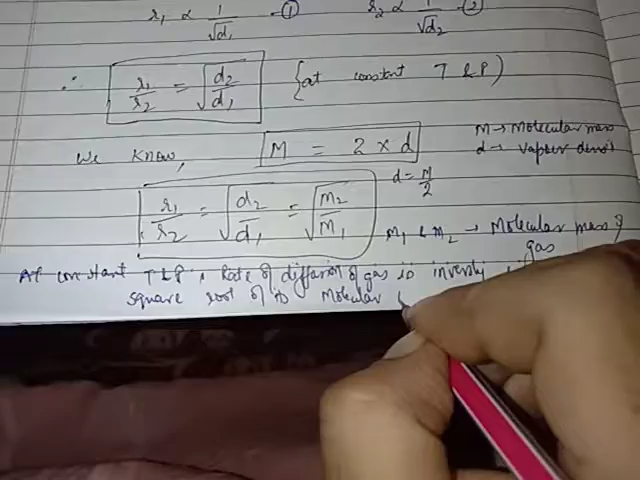 r₁ ∝ 1/√d₁ -① r₂ ∝ 1/√d₂ -②
∴ r₁/r₂ = √(d₂/d₁) {at constant T & P)
We know, M = 2 × d
M → Molecular mass
d → vapour densi
d = M/2
r₁/r₂ = √(d₂/d₁) = √(M₂/M₁)
M₁ & M₂ → Molecular mass of
gas
At constant T & P, Rate of diffusion of gas is inversly
square root of its Molecular